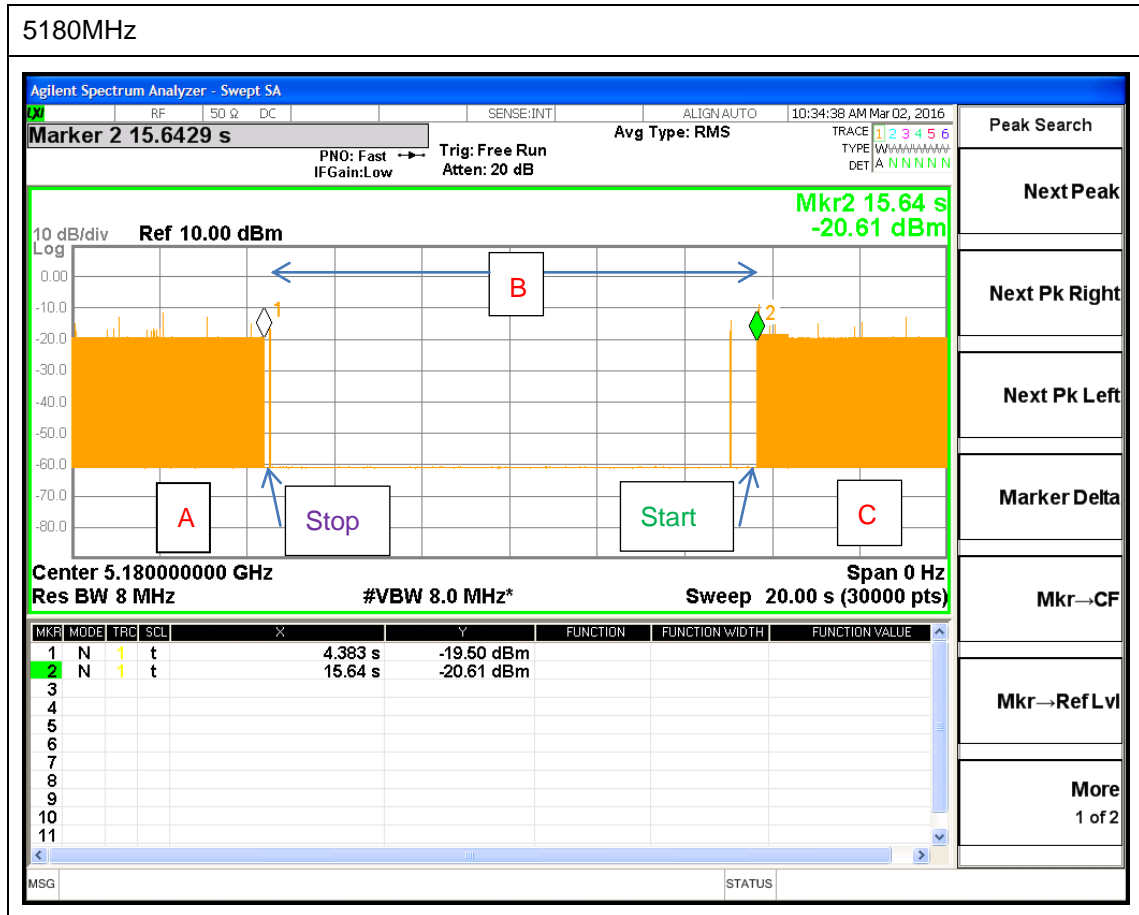 5180MHz
Agilent Spectrum Analyzer - Swept SA
LXI RF 50 Ω DC SENSE:INT ALIGN AUTO 10:34:38 AM Mar 02, 2016
Marker 2 15.6429 s
PNO: Fast
IFGain:Low
Trig: Free Run
Atten: 20 dB
Avg Type: RMS
TRACE 1 2 3 4 5 6
TYPE
DET A N N N N N
Mkr2 15.64 s
-20.61 dBm
10 dB/div Ref 10.00 dBm
Log
0.00
-10.0
-20.0
-30.0
-40.0
-50.0
-60.0
-70.0
-80.0
1
2
B
A
Stop
Start
C
Center 5.180000000 GHz Span 0 Hz
Res BW 8 MHz #VBW 8.0 MHz* Sweep 20.00 s (30000 pts)
MKR MODE TRC SCL X Y FUNCTION FUNCTION WIDTH FUNCTION VALUE
1 N 1 t 4.383 s -19.50 dBm
2 N 1 t 15.64 s -20.61 dBm
3
4
5
6
7
8
9
10
11
MSG STATUS
Peak Search
Next Peak
Next Pk Right
Next Pk Left
Marker Delta
Mkr→CF
Mkr→Ref Lvl
More
1 of 2